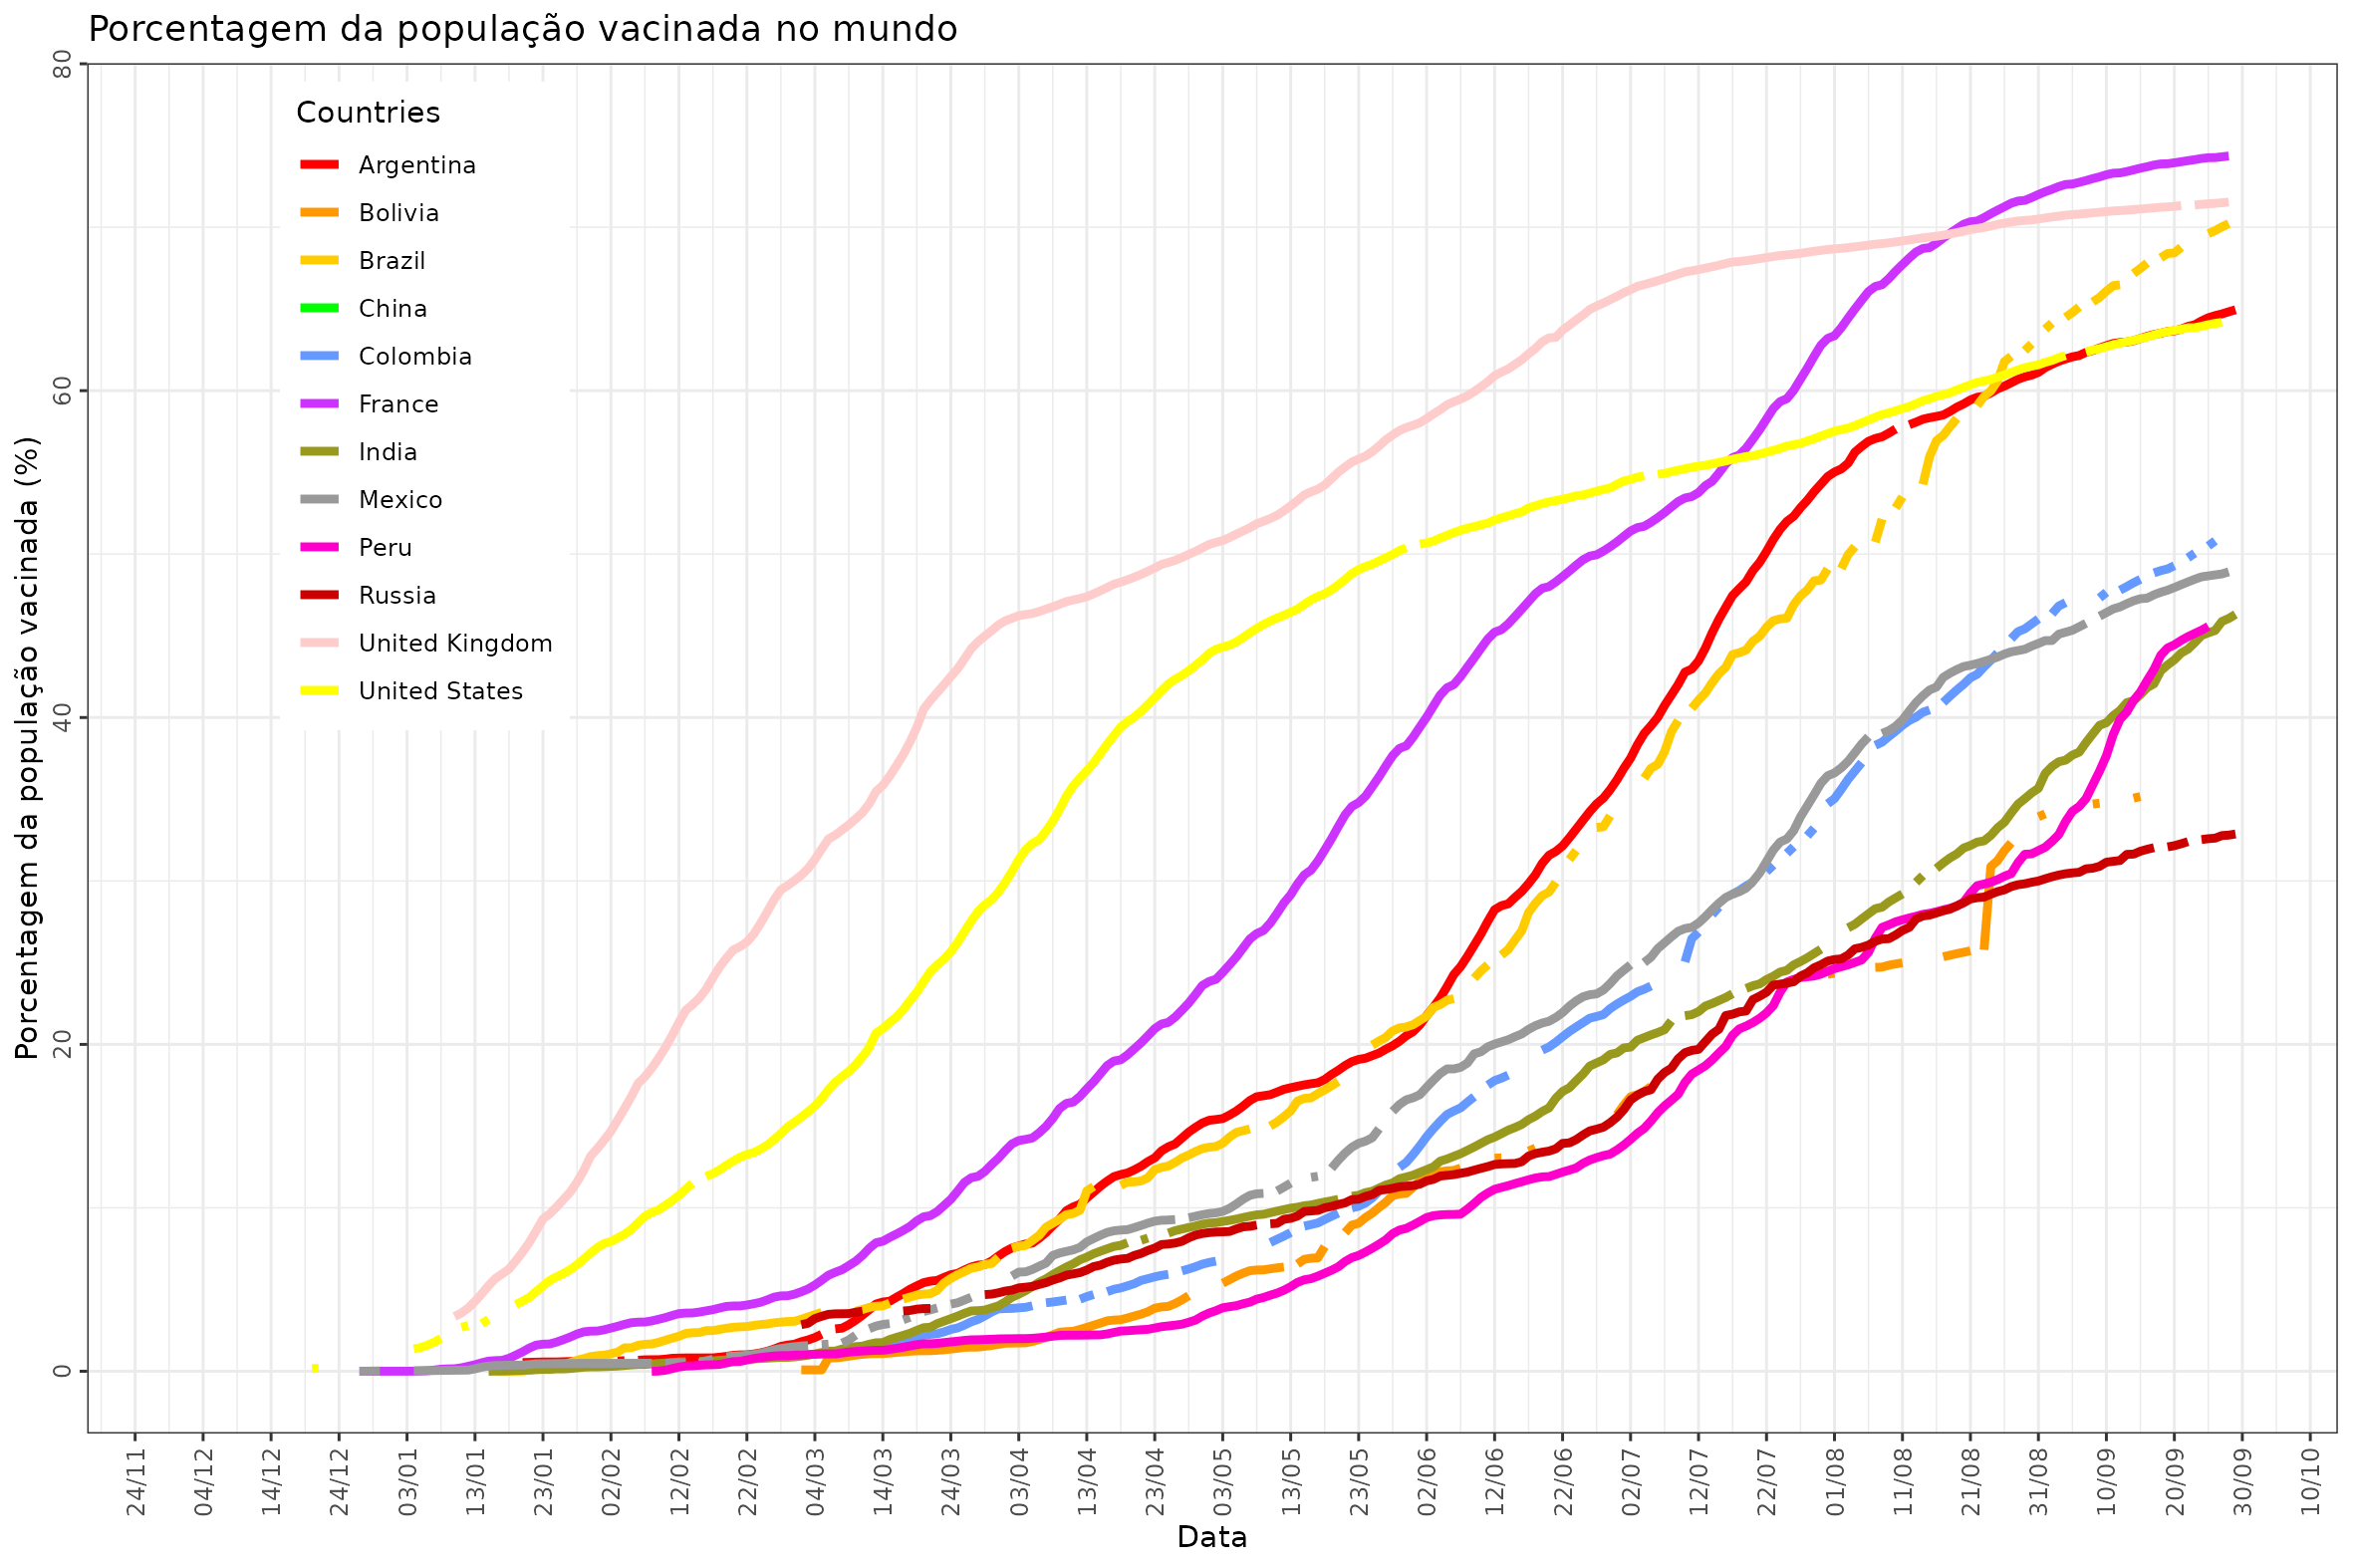 Porcentagem da população vacinada no mundo
Porcentagem da população vacinada (%)
80
60
40
20
0
Countries
Argentina
Bolivia
Brazil
China
Colombia
France
India
Mexico
Peru
Russia
United Kingdom
United States
24/11 04/12 14/12 24/12 03/01 13/01 23/01 02/02 12/02 22/02 04/03 14/03 24/03 03/04 13/04 23/04 03/05 13/05 23/05 02/06 12/06 22/06 02/07 12/07 22/07 01/08 11/08 21/08 31/08 10/09 20/09 30/09 10/10
Data